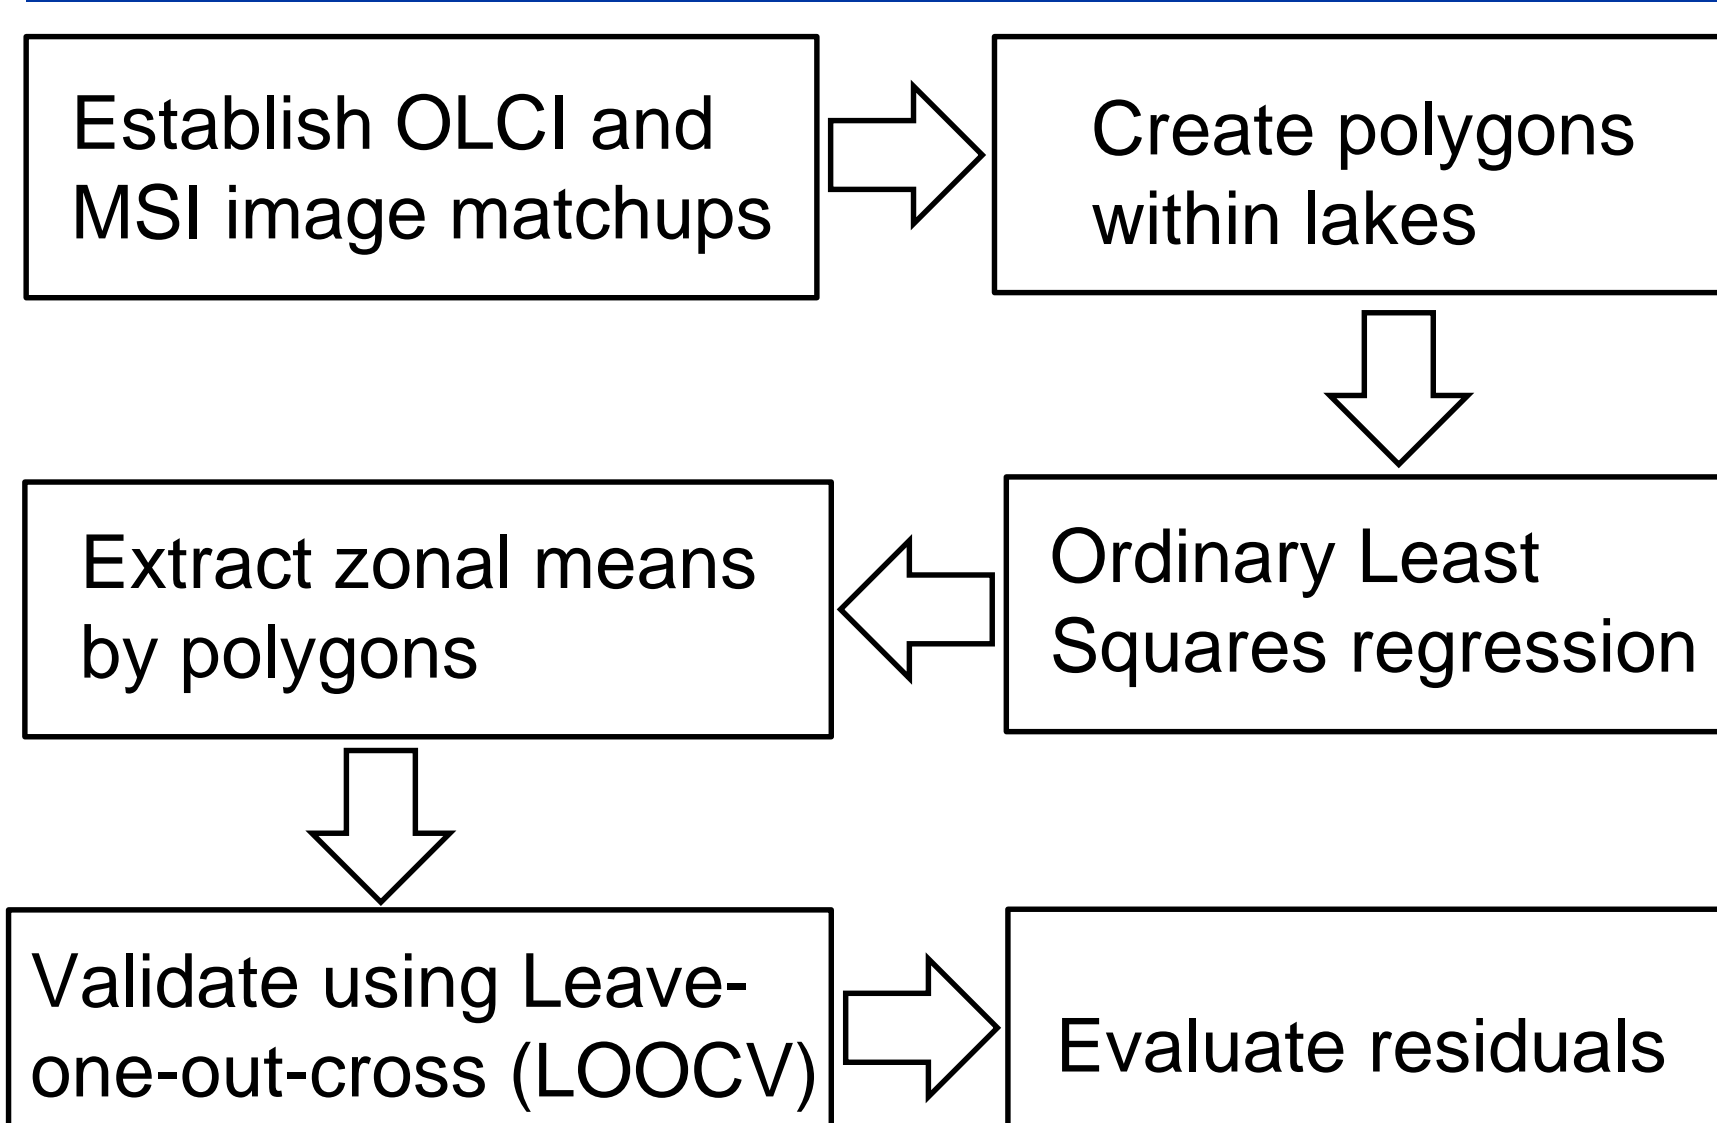 Establish OLCI and
MSI image matchups
Create polygons
within lakes
Ordinary Least
Squares regression
Extract zonal means
by polygons
Validate using Leave-
one-out-cross (LOOCV)
Evaluate residuals